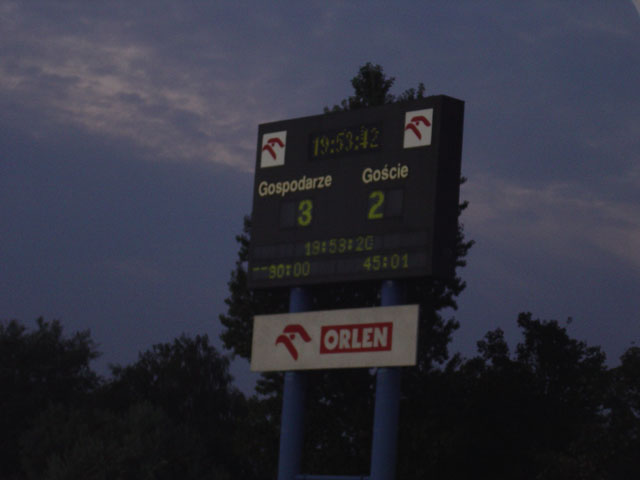 19:53:42
Gospodarze Goście
3 2
19:53:20
--90:00 45:01
ORLEN